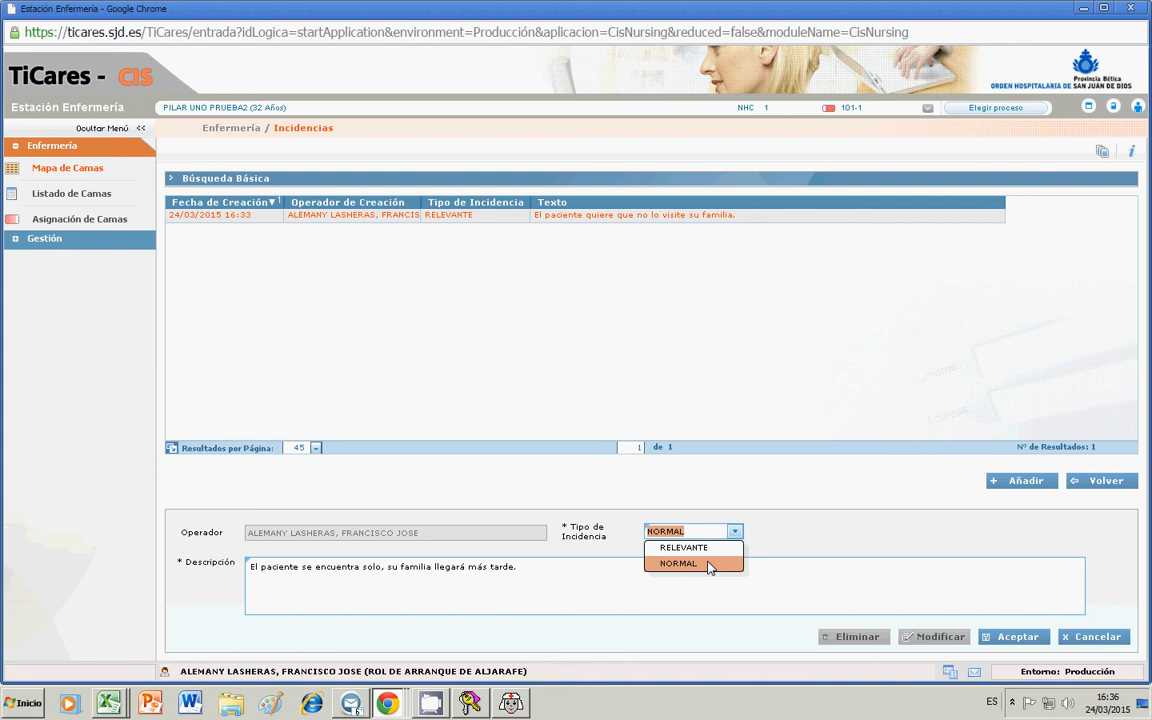 Estación Enfermería - Google Chrome
https://ticares.sjd.es/TiCares/entrada?idLogica=startApplication&environment=Producción&aplicacion=CisNursing&reduced=false&moduleName=CisNursing
TiCares - CIS
Provincia Bética
ORDEN HOSPITALARIA DE SAN JUAN DE DIOS
Estación Enfermería
PILAR UNO PRUEBA2 (32 Años)
NHC 1
101-1
Elegir proceso
Ocultar Menú <<
Enfermería / Incidencias
Enfermería
Mapa de Camas
Listado de Camas
Asignación de Camas
Gestión
Búsqueda Básica
Fecha de Creación▼1 Operador de Creación Tipo de Incidencia Texto
24/03/2015 16:33 ALEMANY LASHERAS, FRANCIS RELEVANTE El paciente quiere que no lo visite su familia.
Resultados por Página: 45
1 de 1
Nº de Resultados: 1
+ Añadir
Volver
Operador ALEMANY LASHERAS, FRANCISCO JOSE
* Tipo de Incidencia
NORMAL
RELEVANTE
NORMAL
* Descripción
El paciente se encuentra solo, su familia llegará más tarde.
Eliminar
Modificar
Aceptar
x Cancelar
ALEMANY LASHERAS, FRANCISCO JOSE (ROL DE ARRANQUE DE ALJARAFE)
Entorno: Producción
Inicio
ES
16:36
24/03/2015